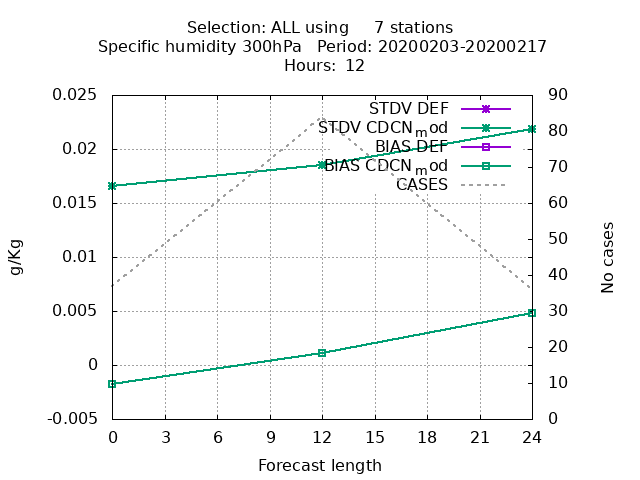 Selection: ALL using     7 stations
Specific humidity 300hPa   Period: 20200203-20200217
Hours: 12
0.025
0.02
0.015
0.01
0.005
0
-0.005
g/Kg
STDV DEF
STDV CDCN_mod
BIAS DEF
BIAS CDCN_mod
CASES
90
80
70
60
50
40
30
20
10
0
No cases
0 3 6 9 12 15 18 21 24
Forecast length